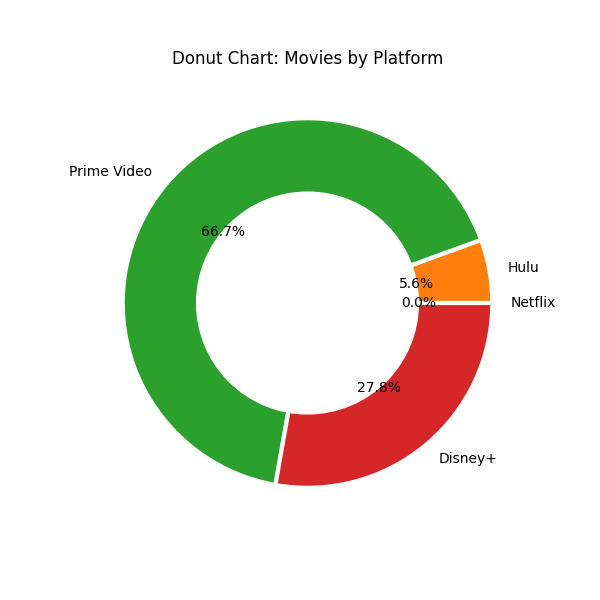 Donut Chart: Movies by Platform
Prime Video
66.7%
Hulu
5.6%
0.0%
Netflix
27.8%
Disney+